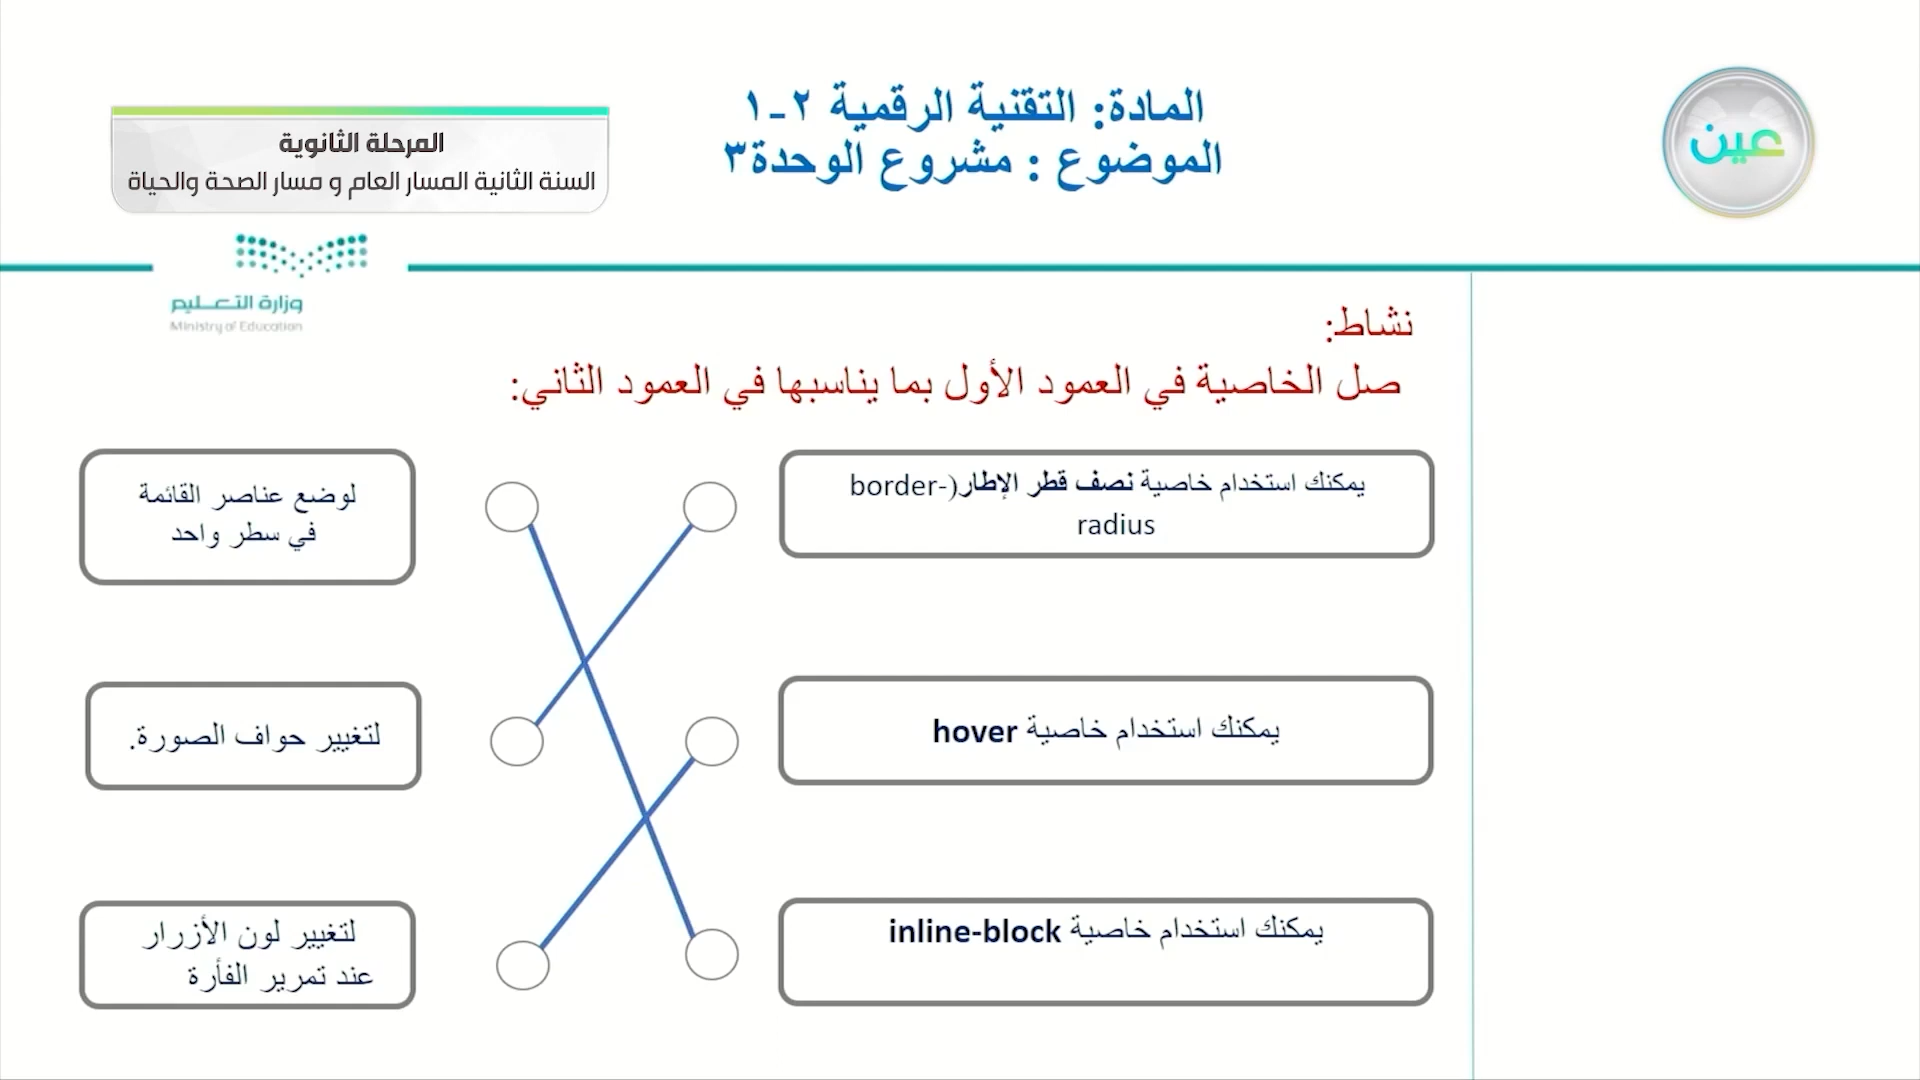 عين
المادة: التقنية الرقمية ٢-١
الموضوع : مشروع الوحدة٣
المرحلة الثانوية
السنة الثانية المسار العام و مسار الصحة والحياة
وزارة التعليم
Ministry of Education
نشاط:
صل الخاصية في العمود الأول بما يناسبها في العمود الثاني:
يمكنك استخدام خاصية نصف قطر الإطار(border-
radius
لوضع عناصر القائمة
في سطر واحد
يمكنك استخدام خاصية hover
لتغيير حواف الصورة.
يمكنك استخدام خاصية inline-block
لتغيير لون الأزرار
عند تمرير الفأرة